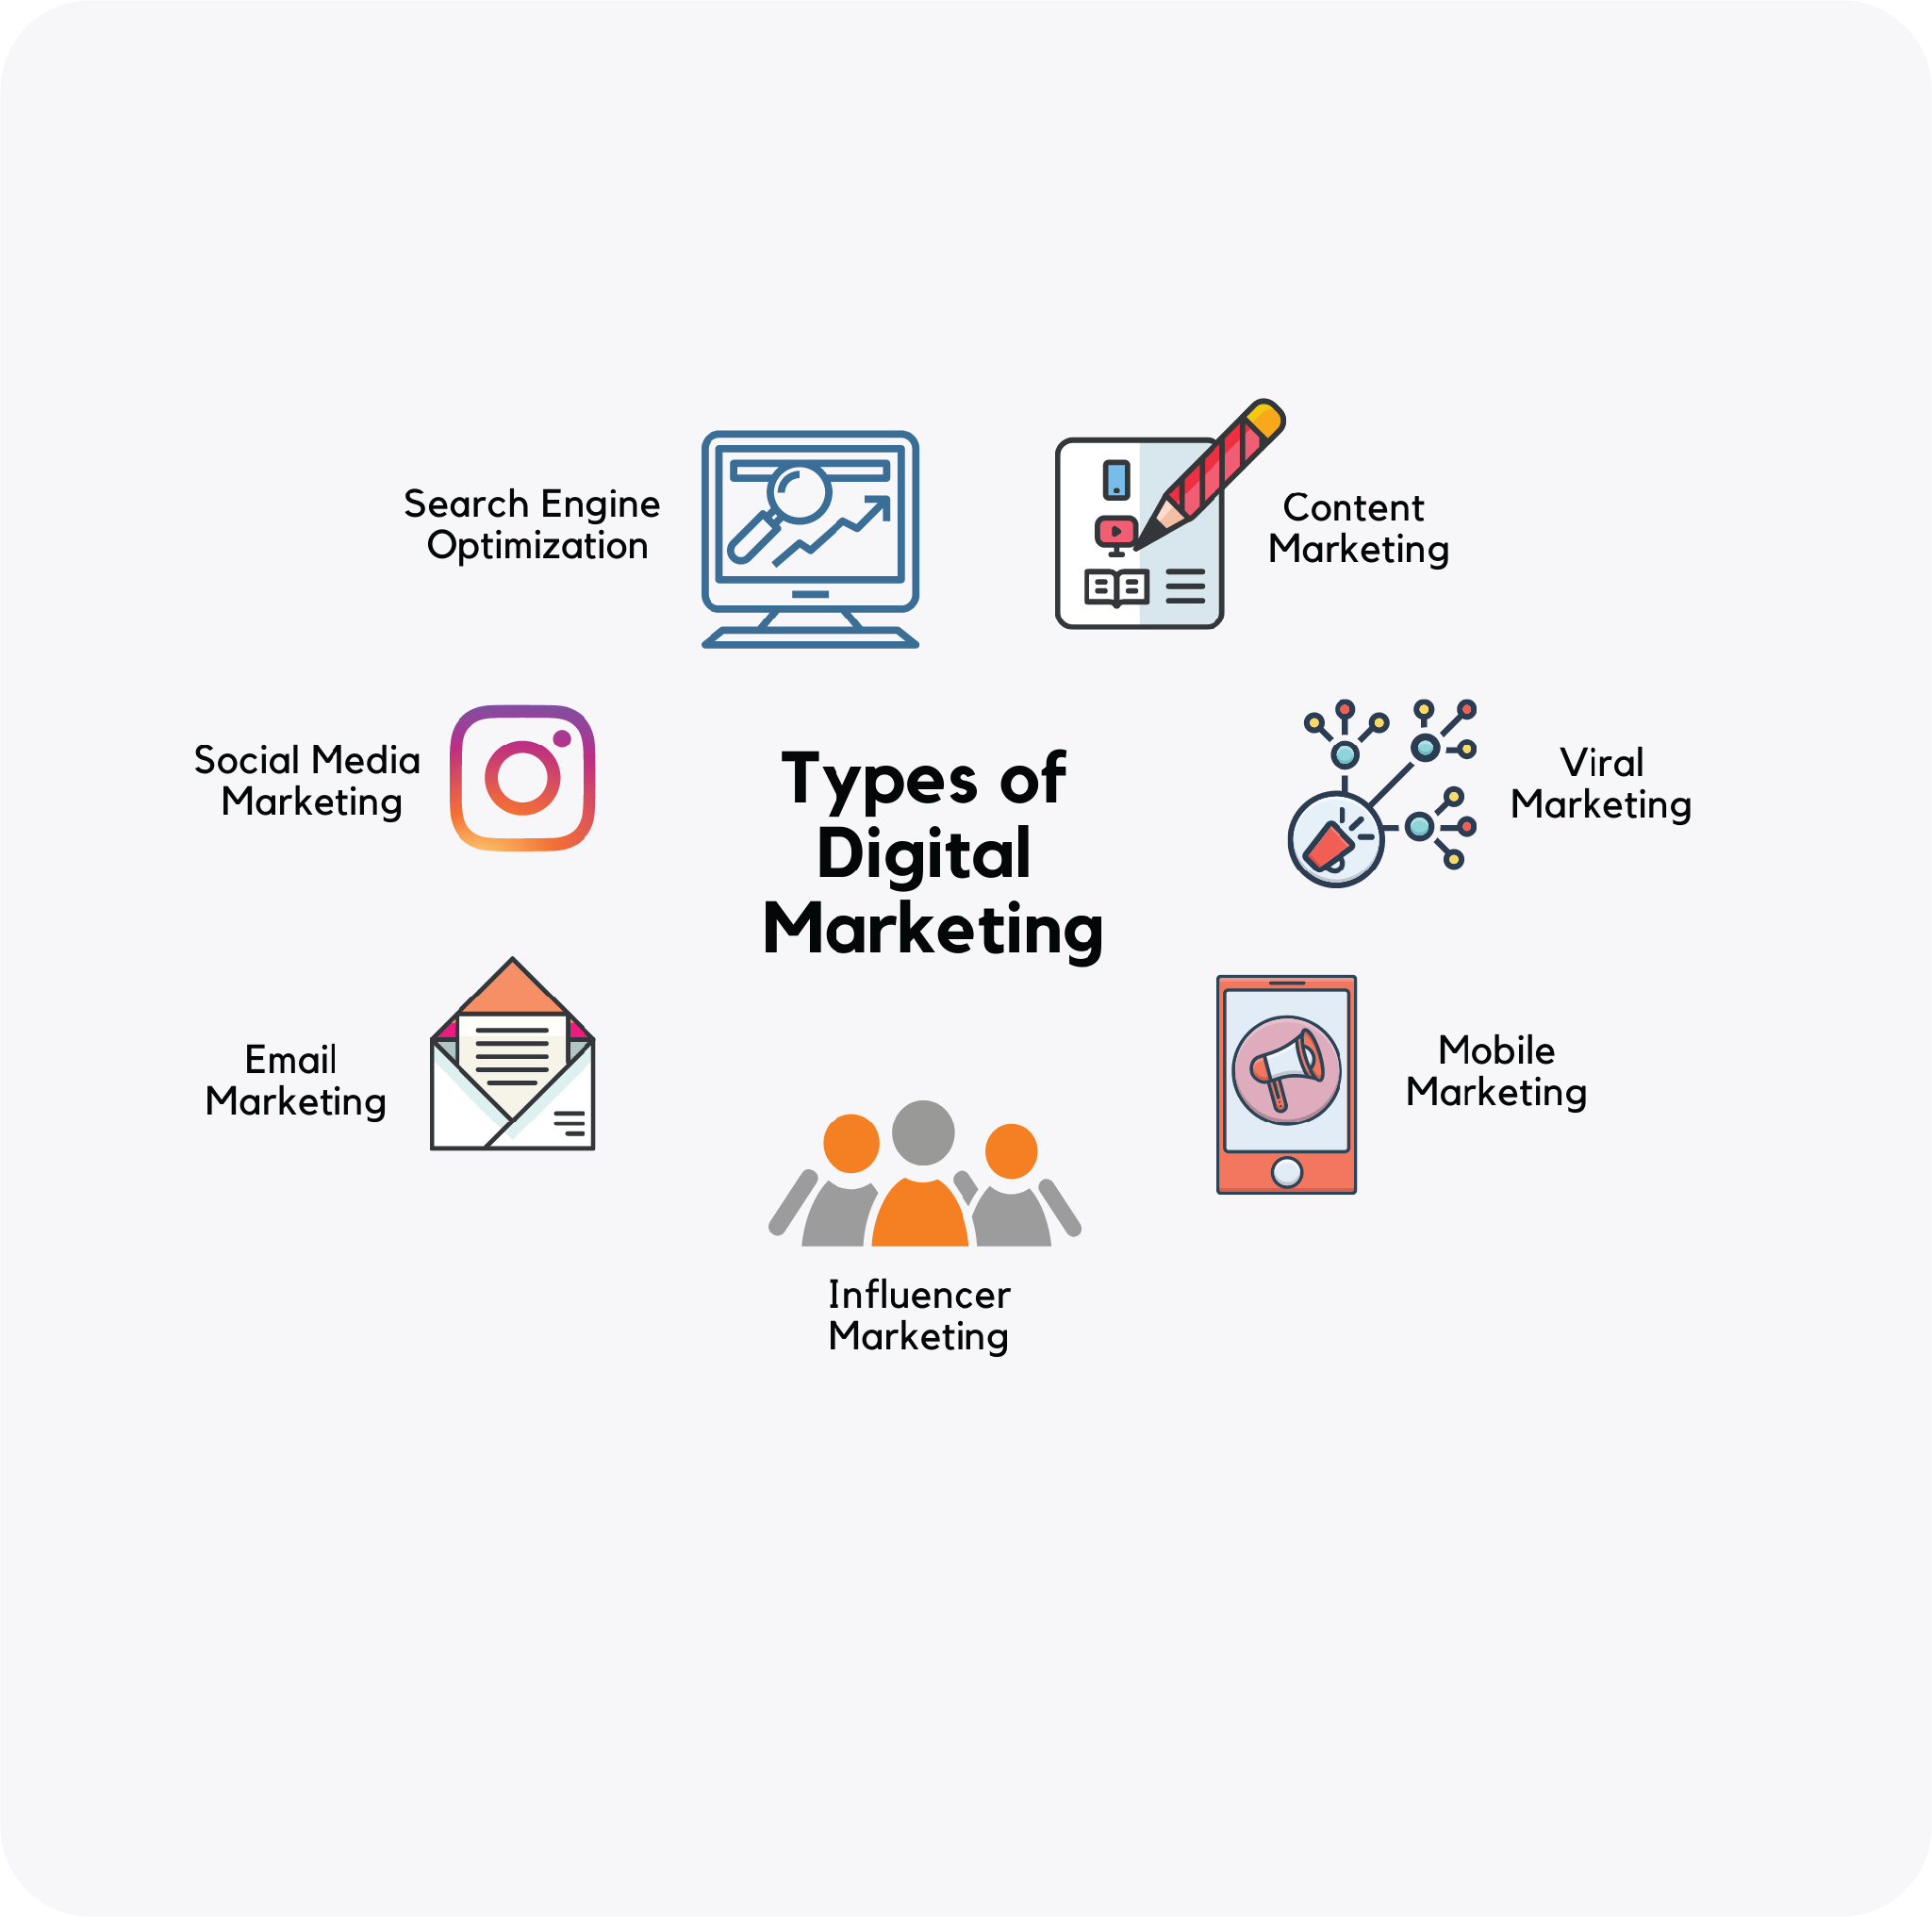 Search Engine
Optimization
Content
Marketing
Social Media
Marketing
Types of
Digital
Marketing
Viral
Marketing
Email
Marketing
Mobile
Marketing
Influencer
Marketing